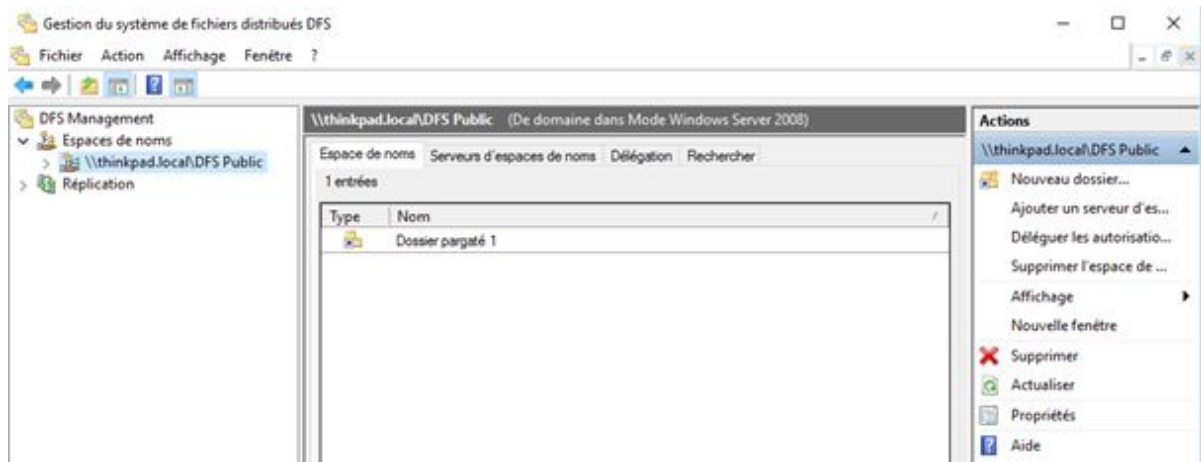 Gestion du système de fichiers distribués DFS
Fichier Action Affichage Fenêtre ?
DFS Management
Espaces de noms
\\thinkpad.local\DFS Public
Réplication
\\thinkpad.local\DFS Public (De domaine dans Mode Windows Server 2008)
Espace de noms Serveurs d'espaces de noms Délégation Rechercher
1 entrées
Type Nom
Dossier pargaté 1
Actions
\\thinkpad.local\DFS Public
Nouveau dossier...
Ajouter un serveur d'es...
Déléguer les autorisatio...
Supprimer l'espace de ...
Affichage
Nouvelle fenêtre
Supprimer
Actualiser
Propriétés
Aide